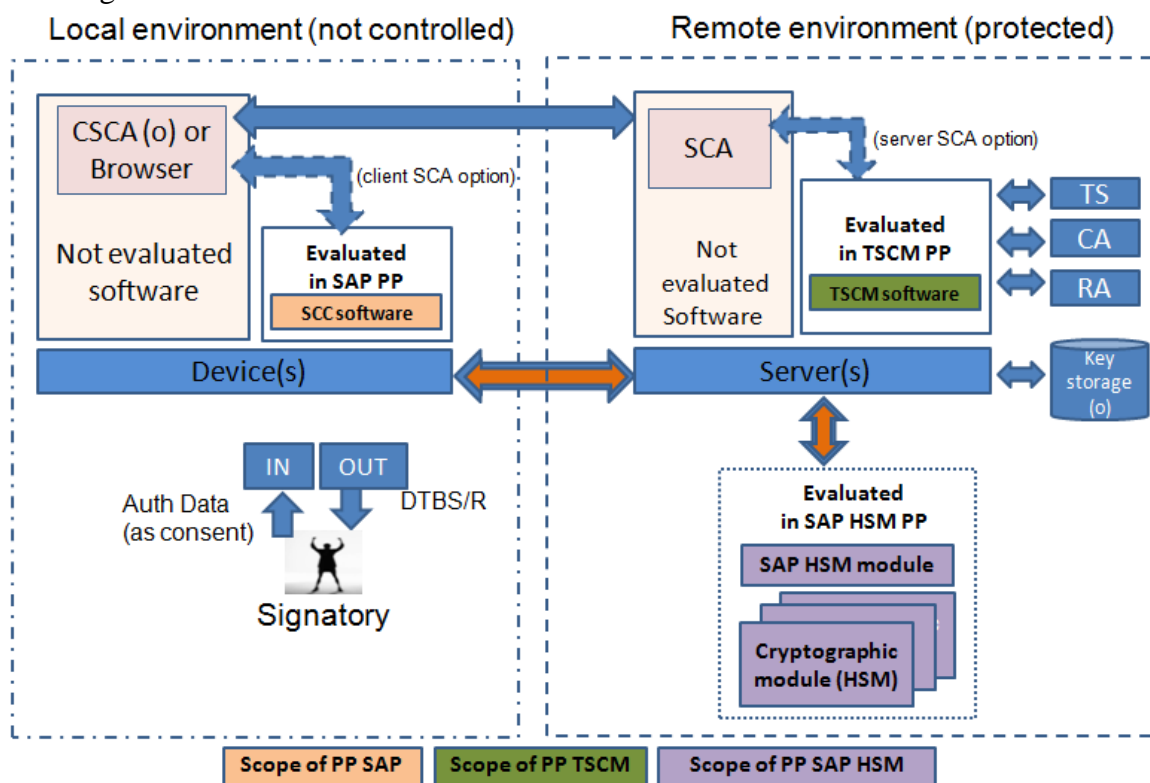 Local environment (not controlled)
Remote environment (protected)
CSCA (o) or
Browser
(client SCA option)
Not evaluated
software
Evaluated
in SAP PP
SCC software
SCA
(server SCA option)
Not
evaluated
Software
Evaluated
in TSCM PP
TSCM software
TS
CA
RA
Device(s)
Server(s)
Key
storage
(o)
IN
OUT
Auth Data
(as consent)
DTBS/R
Signatory
Evaluated
in SAP HSM PP
SAP HSM module
Cryptographic
module (HSM)
Scope of PP SAP
Scope of PP TSCM
Scope of PP SAP HSM